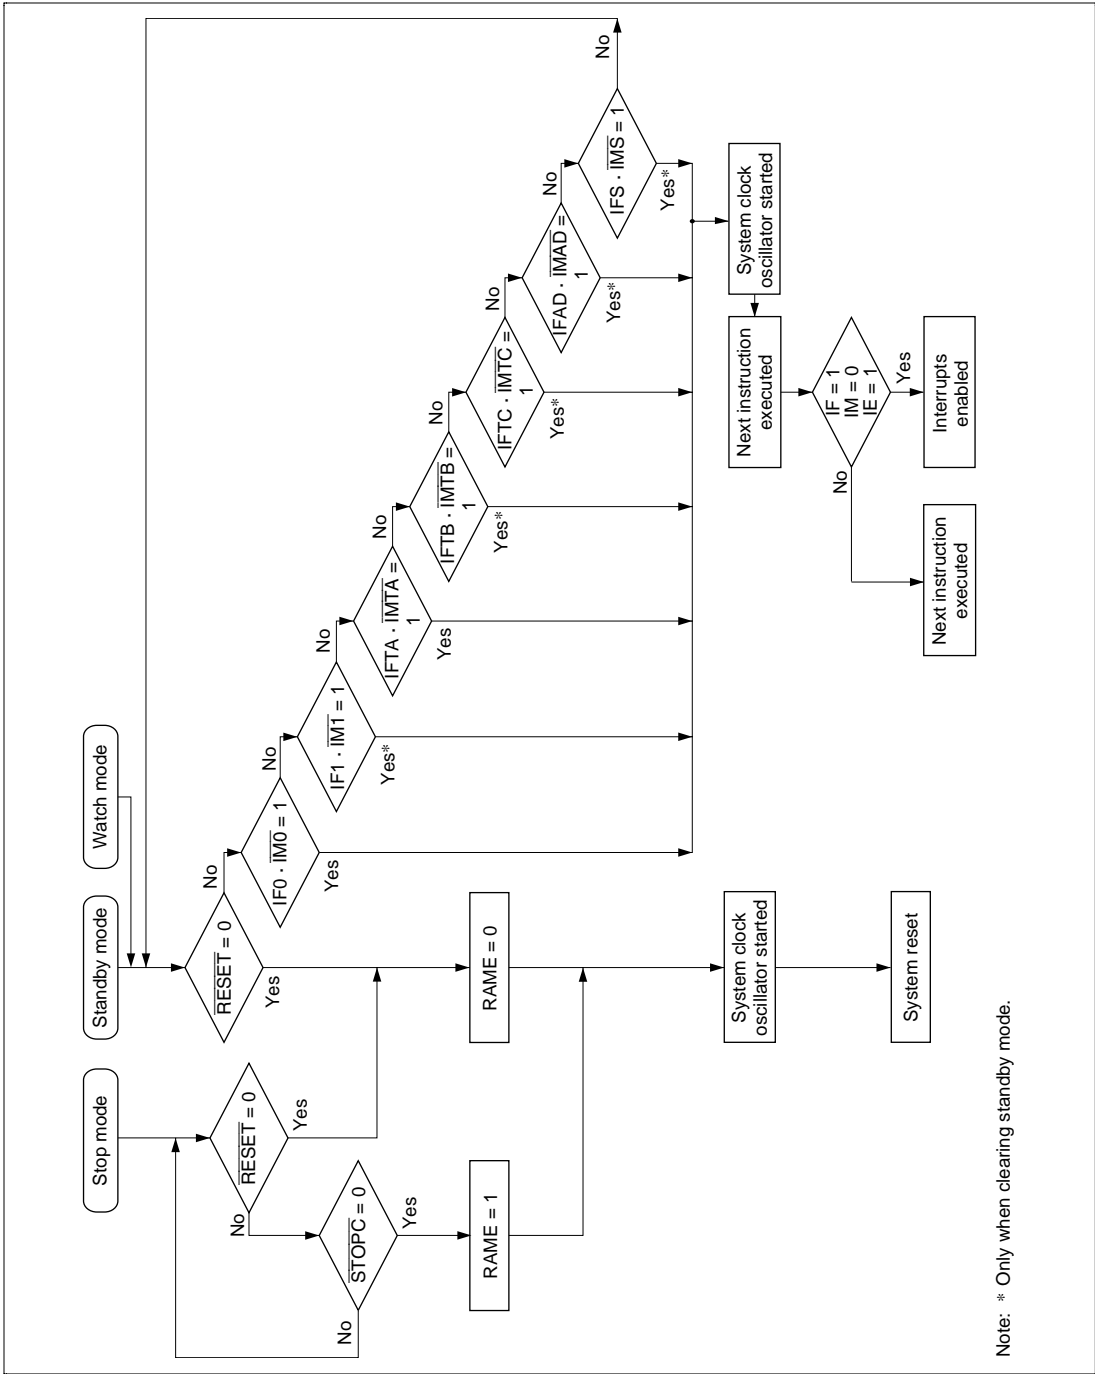 Stop mode
Standby mode
Watch mode
RESET = 0
No
Yes
STOPC = 0
No
Yes
RAME = 1
RESET = 0
No
Yes
RAME = 0
System clock
oscillator started
System reset
IF0 · IM0 = 1
No
Yes
IF1 · IM1 = 1
No
Yes*
IFTA · IMTA =
1
No
Yes
IFTB · IMTB =
1
No
Yes*
IFTC · IMTC =
1
No
Yes*
IFAD · IMAD =
1
No
Yes*
IFS · IMS = 1
No
Yes*
System clock
oscillator started
Next instruction
executed
IF = 1
IM = 0
IE = 1
No
Yes
Next instruction
executed
Interrupts
enabled
Note: * Only when clearing standby mode.